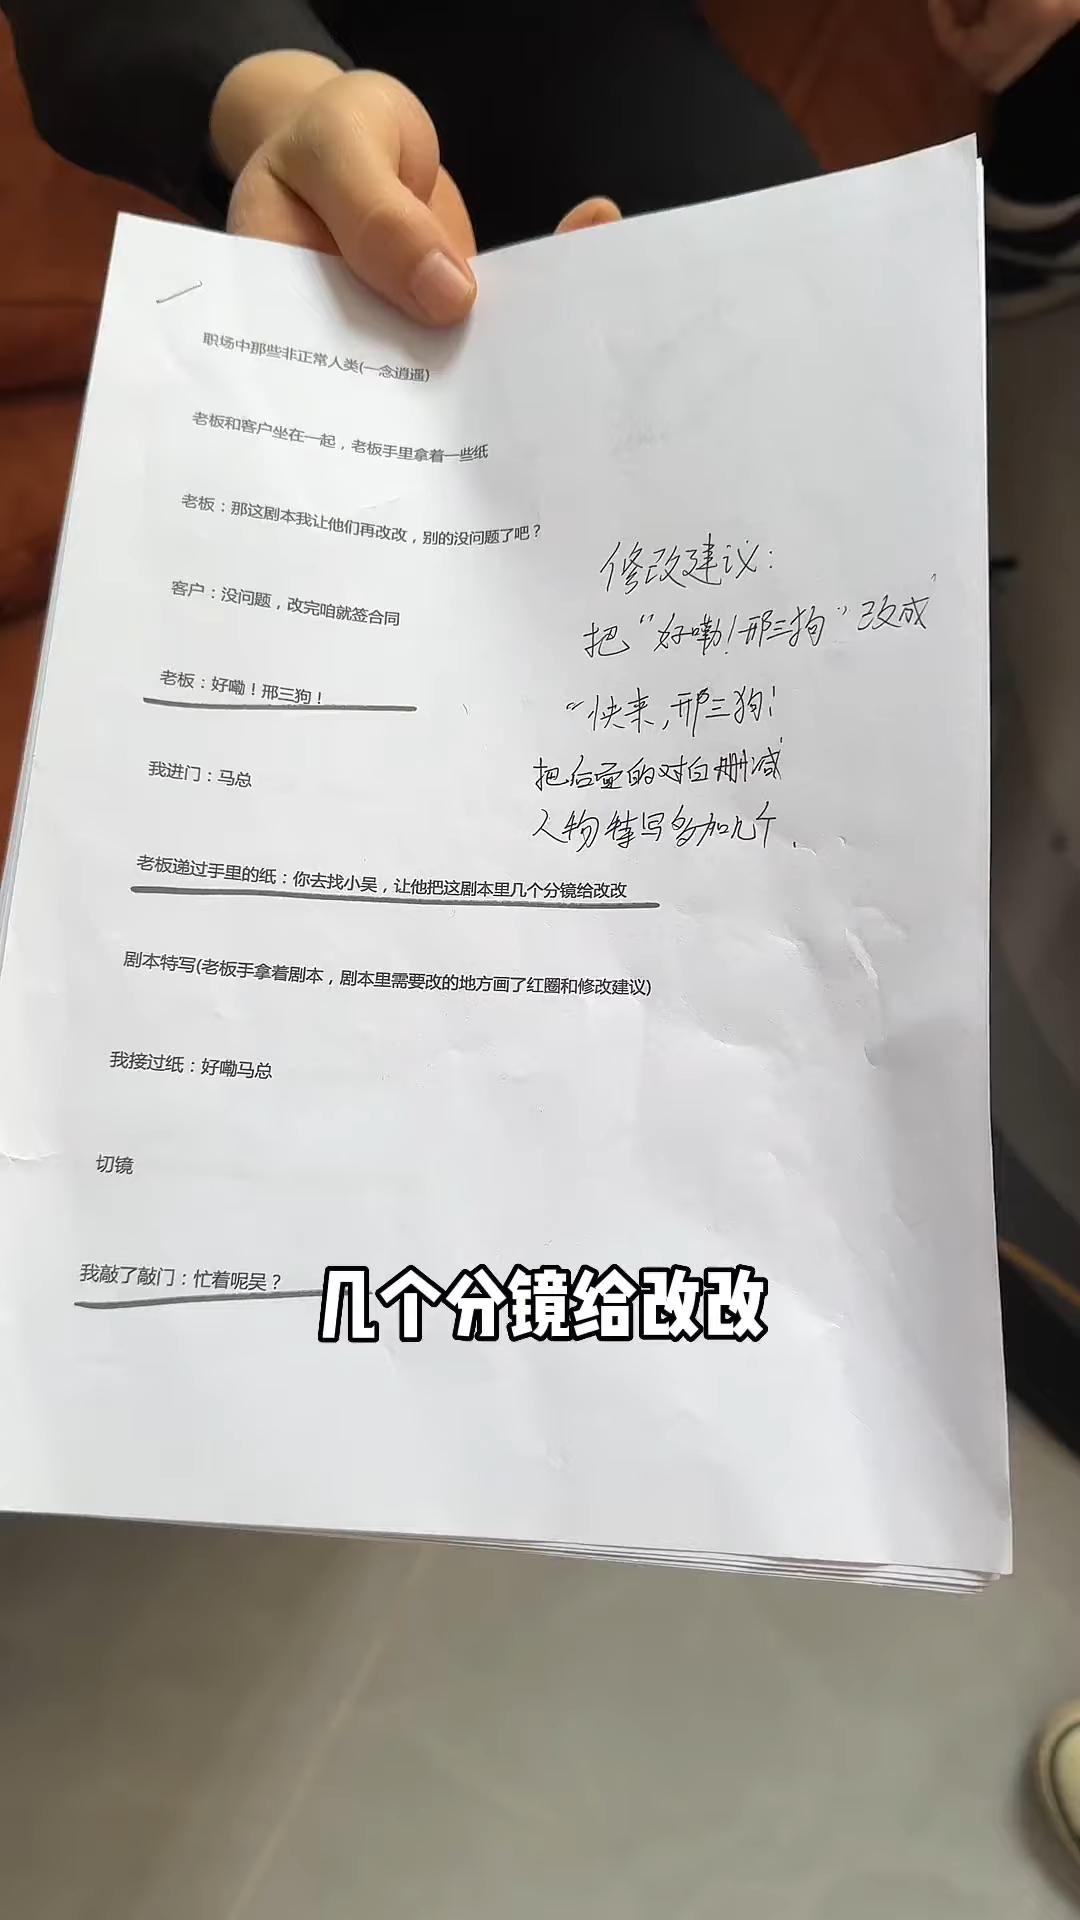 职场中那些非正常人类(一念逍遥)
老板和客户坐在一起，老板手里拿着一些纸
老板：那这剧本我让他们再改改，别的没问题了吧？
客户：没问题，改完咱就签合同
老板：好嘞！邢三狗！
我进门：马总
老板递过手里的纸：你去找小吴，让他把这剧本里几个分镜给改改
剧本特写(老板手拿着剧本，剧本里需要改的地方画了红圈和修改建议)
我接过纸：好嘞马总
切镜
我敲了敲门：忙着呢吴？
修改建议：
把“好嘞！邢三狗”改成
“快来，邢三狗！
把后面的对白删减
人物特写多加几个
几个分镜给改改